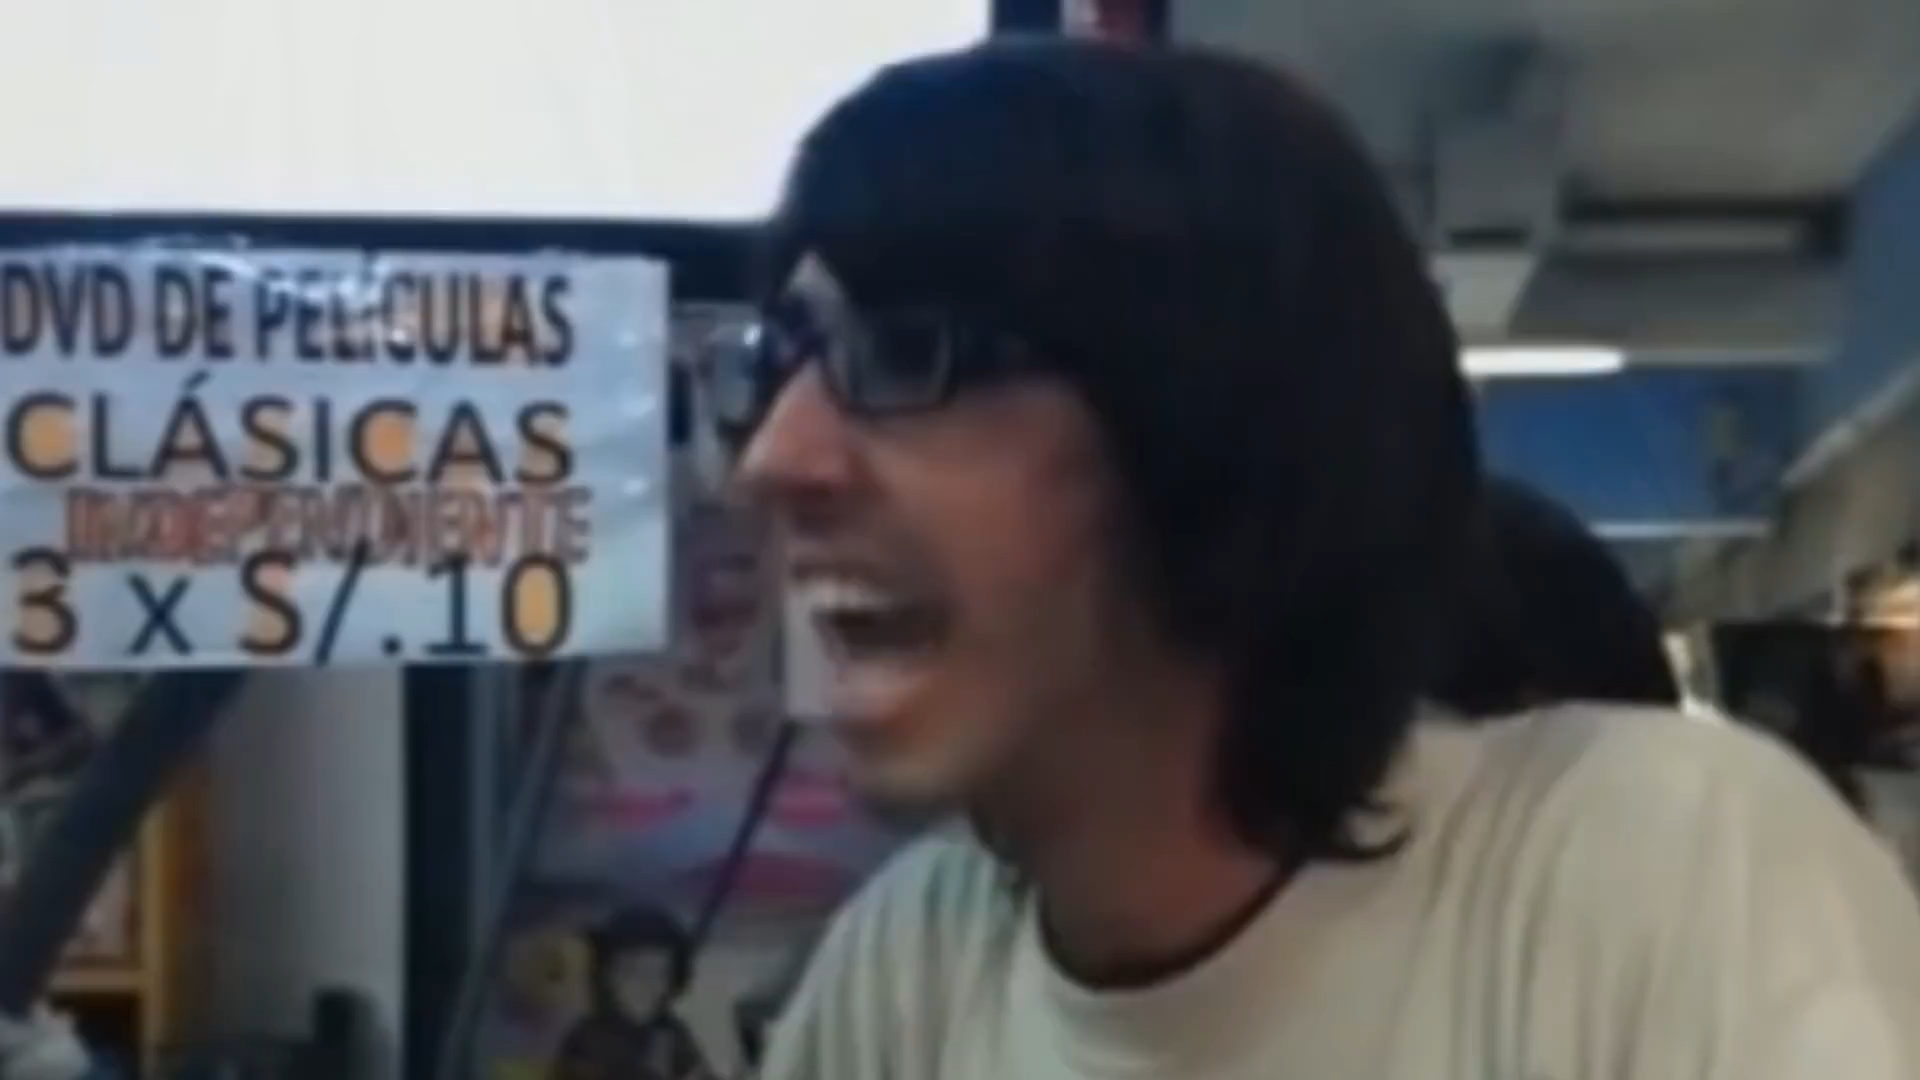 DVD DE PELICULAS
CLÁSICAS
INDEPENDIENTE
3 x S/.10